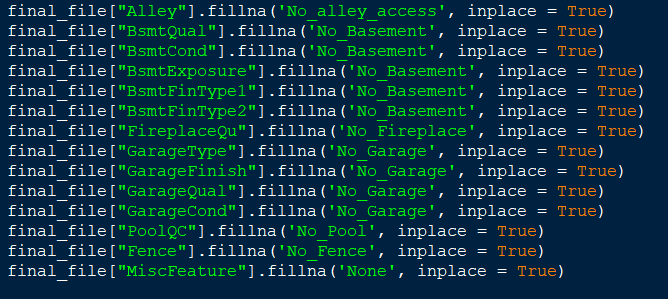 final_file["Alley"].fillna('No_alley_access', inplace = True)
final_file["BsmtQual"].fillna('No_Basement', inplace = True)
final_file["BsmtCond"].fillna('No_Basement', inplace = True)
final_file["BsmtExposure"].fillna('No_Basement', inplace = True)
final_file["BsmtFinType1"].fillna('No_Basement', inplace = True)
final_file["BsmtFinType2"].fillna('No_Basement', inplace = True)
final_file["FireplaceQu"].fillna('No_Fireplace', inplace = True)
final_file["GarageType"].fillna('No_Garage', inplace = True)
final_file["GarageFinish"].fillna('No_Garage', inplace = True)
final_file["GarageQual"].fillna('No_Garage', inplace = True)
final_file["GarageCond"].fillna('No_Garage', inplace = True)
final_file["PoolQC"].fillna('No_Pool', inplace = True)
final_file["Fence"].fillna('No_Fence', inplace = True)
final_file["MiscFeature"].fillna('None', inplace = True)